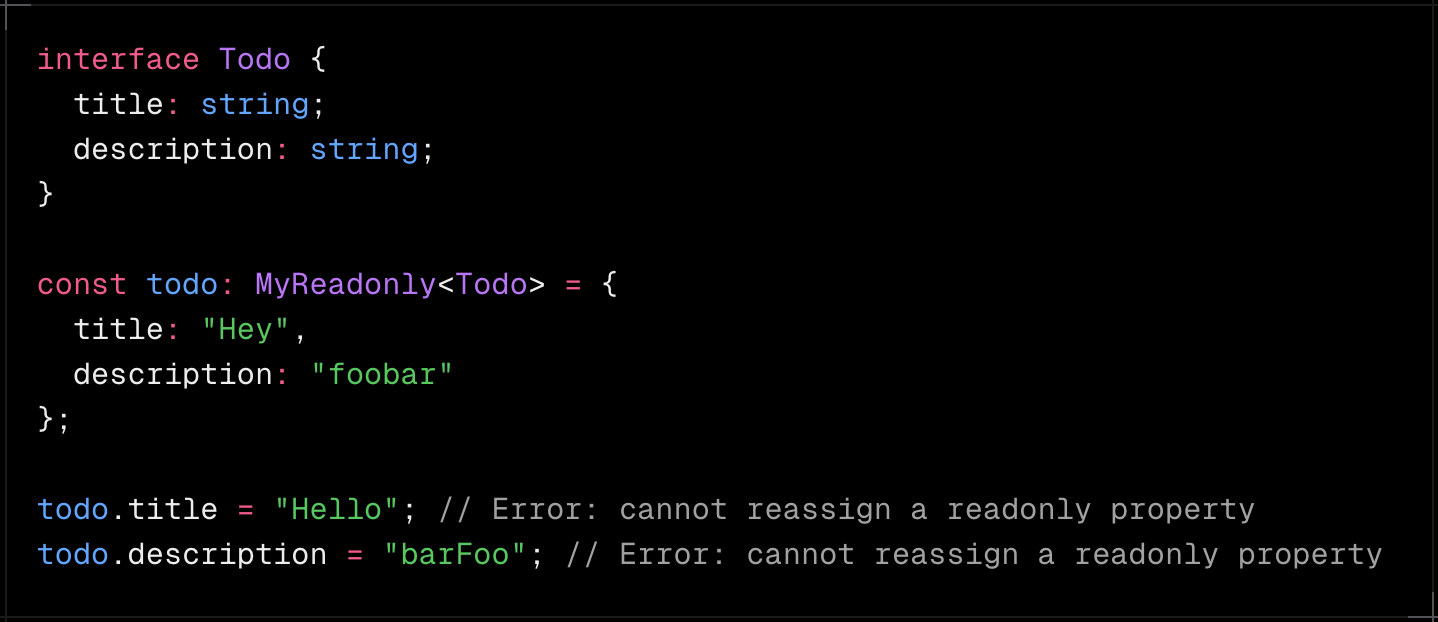 interface Todo {
  title: string;
  description: string;
}

const todo: MyReadonly<Todo> = {
  title: "Hey",
  description: "foobar"
};

todo.title = "Hello"; // Error: cannot reassign a readonly property
todo.description = "barFoo"; // Error: cannot reassign a readonly property